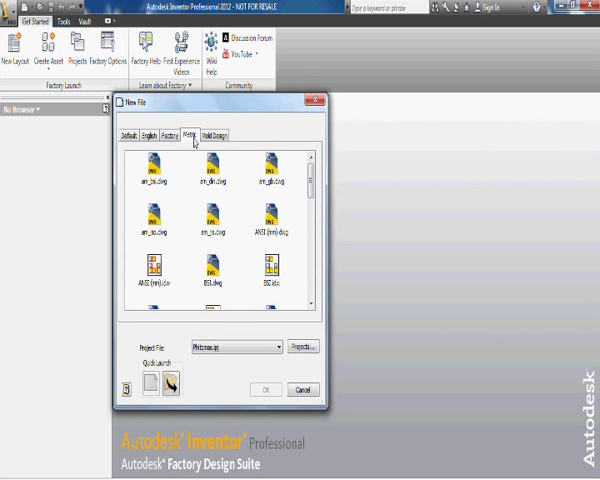 Autodesk Inventor Professional 2012 - NOT FOR RESALE
Type a keyword or phrase
Sign In
PRO
Get Started Tools Vault
New Layout Create Asset Projects Factory Options Factory Help First Experience Videos Wiki Help Discussion Forum
YouTube
Factory Launch Learn about Factory Community
No Browser
New File
Default English Factory Metric Mold Design
am_bsi.dwg am_din.dwg am_gb.dwg
am_iso.dwg am_jis.dwg ANSI (mm).dwg
ANSI (mm).idw BSI.dwg BSI.idw
Project File: Philtzmas.ipj Projects...
Quick Launch
OK Cancel
Autodesk Inventor Professional
Autodesk Factory Design Suite
Autodesk